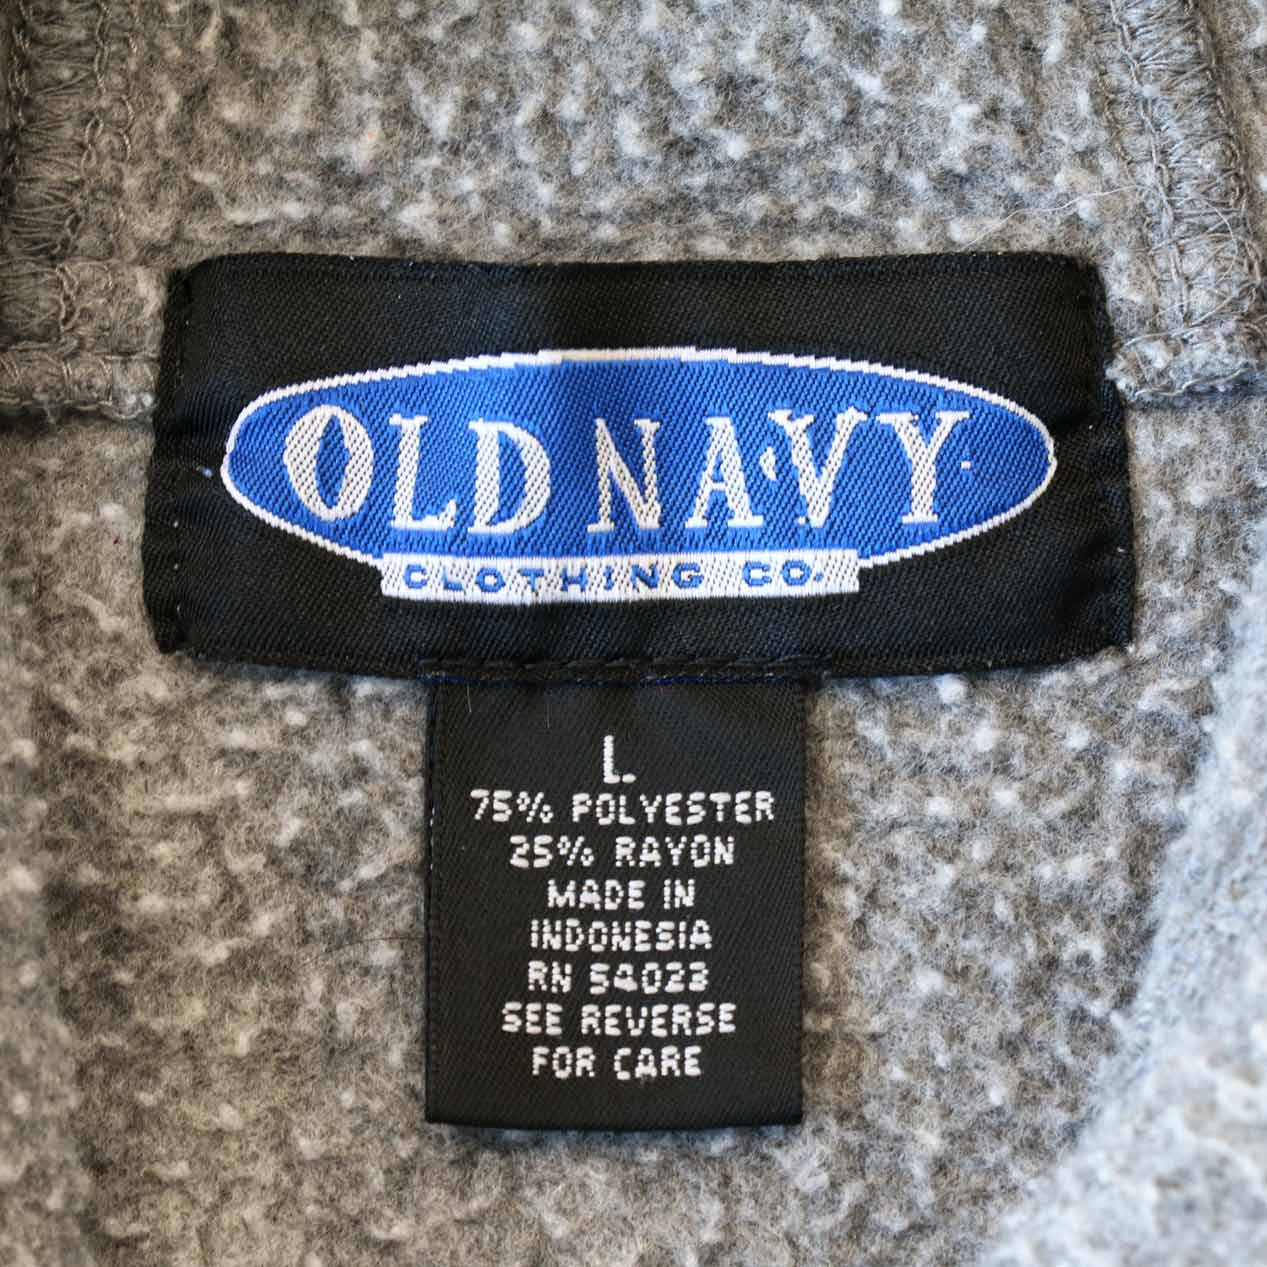 OLD NAVY
CLOTHING CO.
L
75% POLYESTER
25% RAYON
MADE IN
INDONESIA
RN 54023
SEE REVERSE
FOR CARE